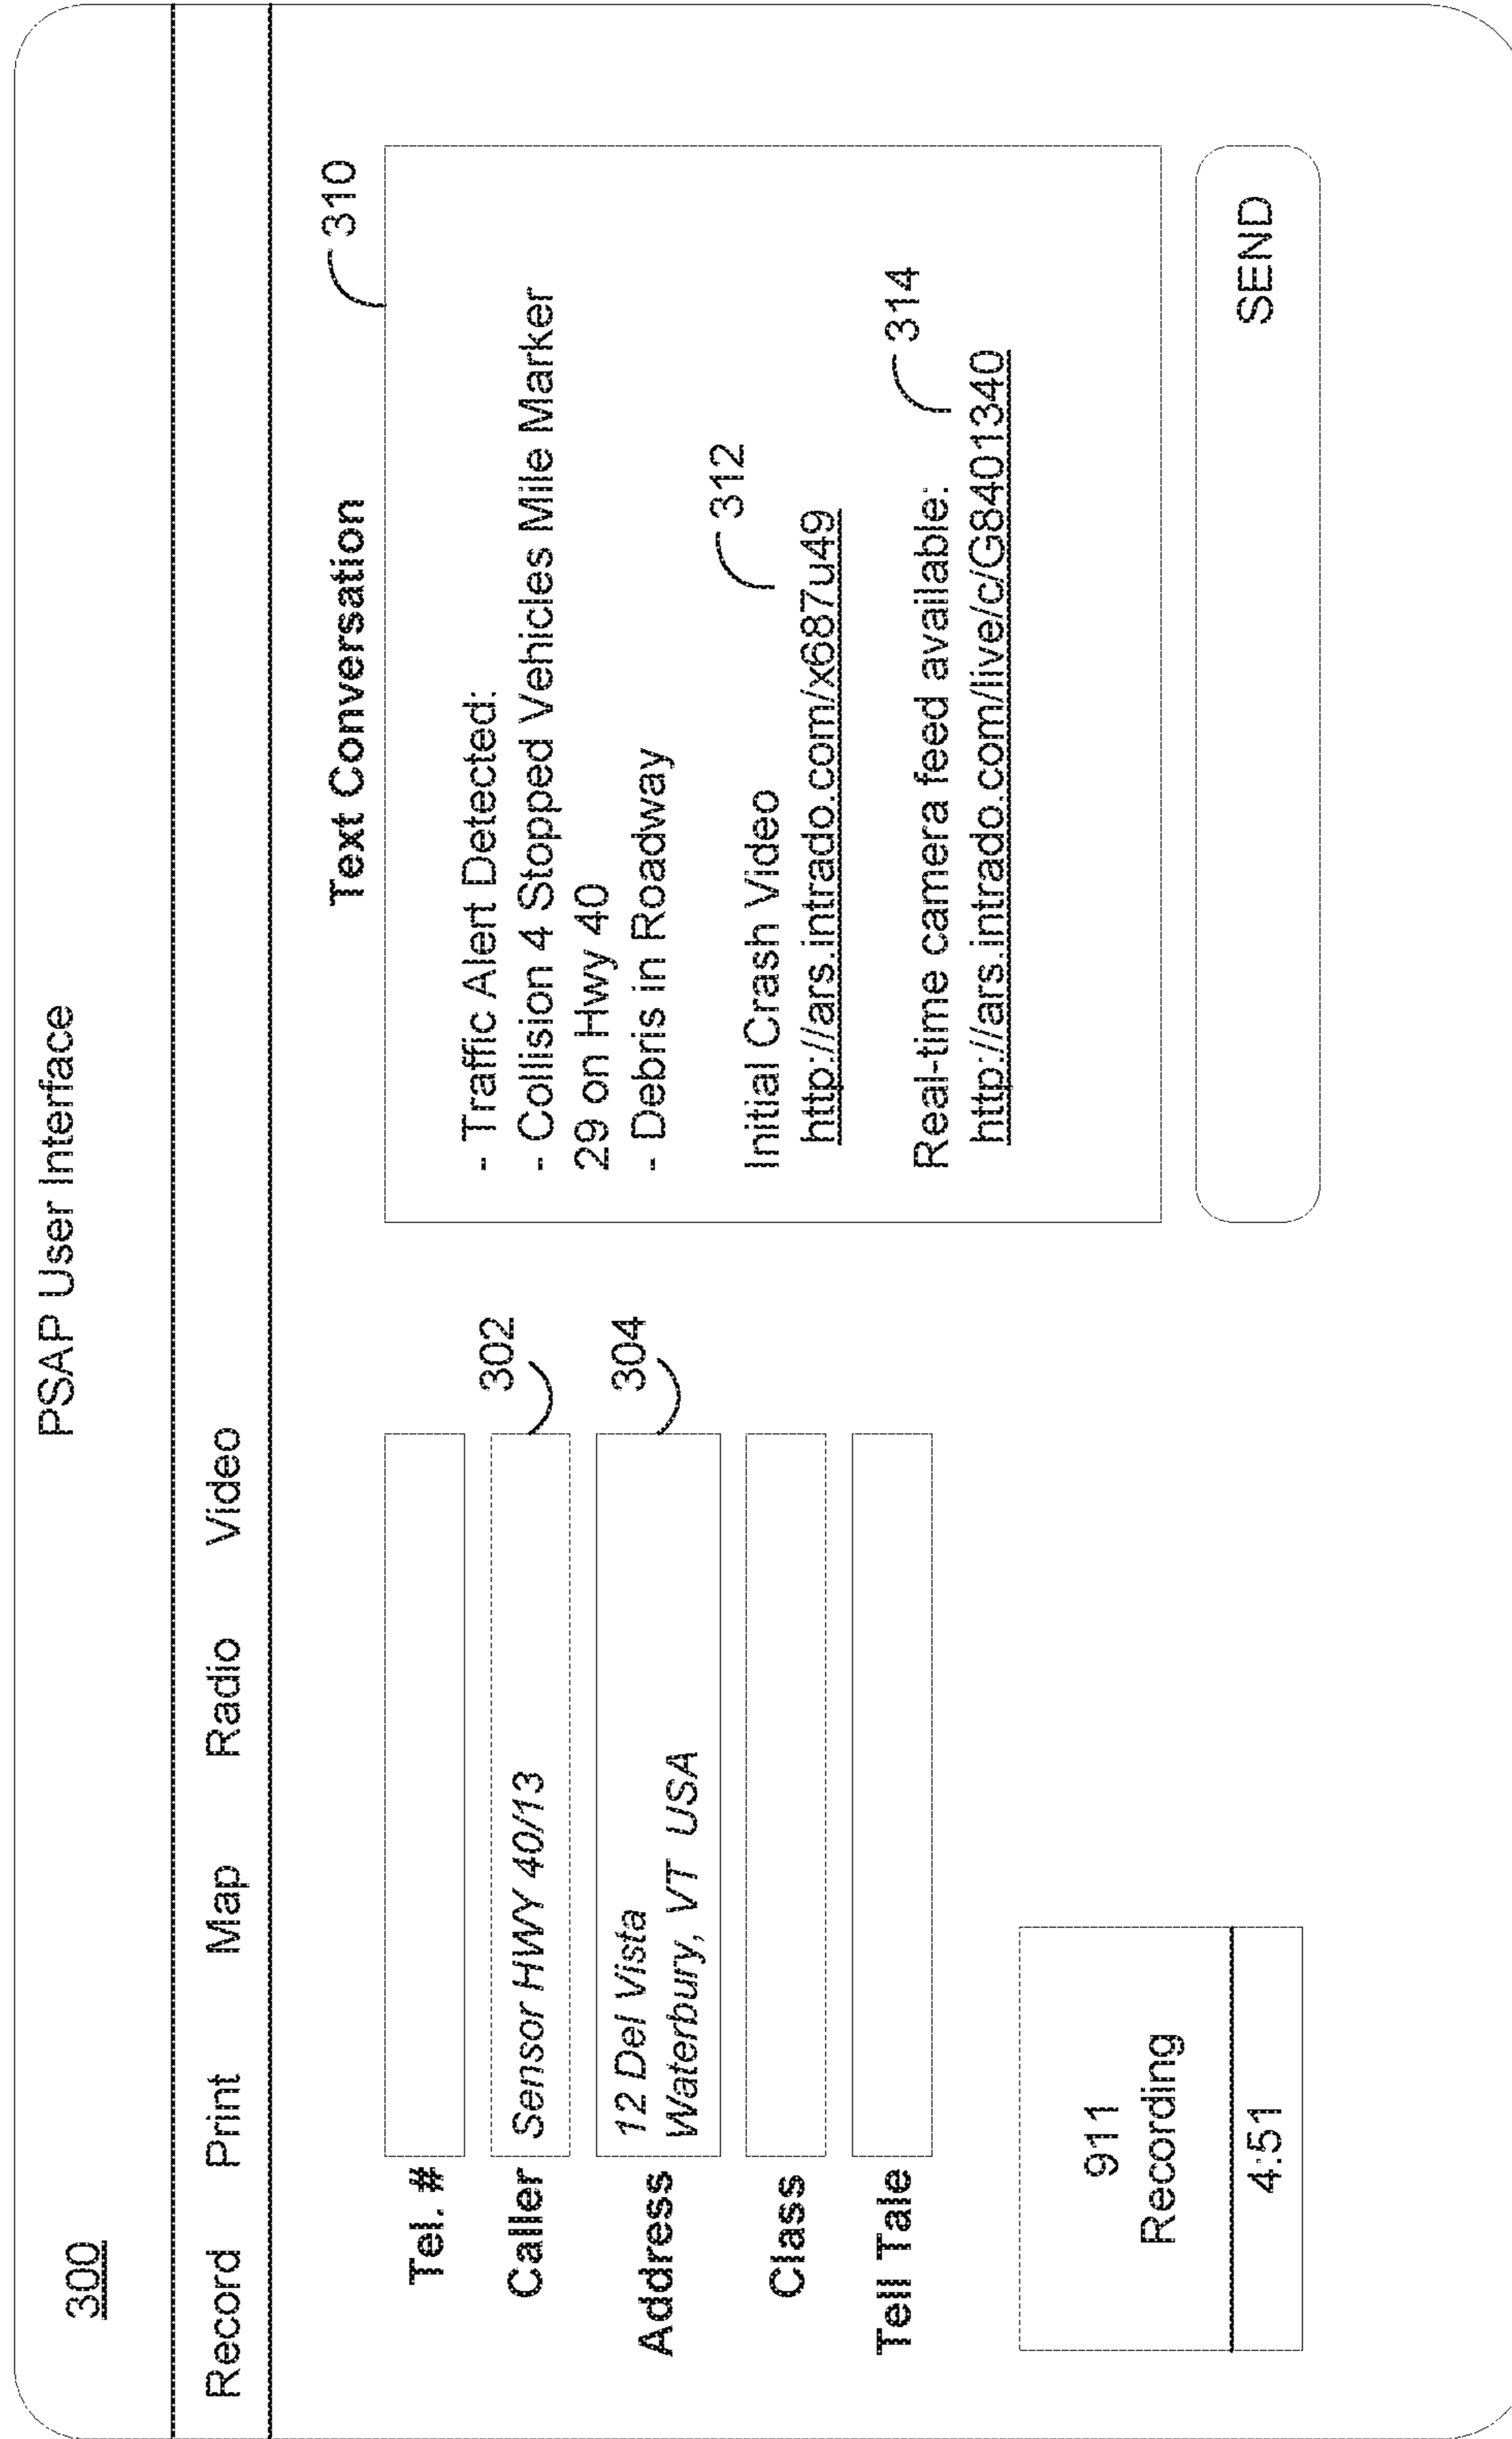 300
PSAP User Interface
Record Print Map Radio Video
Tel. #
Caller Sensor HWY 40/13
302
Address 12 Del Vista
Waterbury, VT USA
304
Class
Tell Tale
911
Recording
4:51
Text Conversation
310
- Traffic Alert Detected:
- Collision 4 Stopped Vehicles Mile Marker
29 on Hwy 40
- Debris in Roadway
Initial Crash Video
312
http://ars.intrado.com/x687u49
Real-time camera feed available:
314
http://ars.intrado.com/live/c/G8401340
SEND